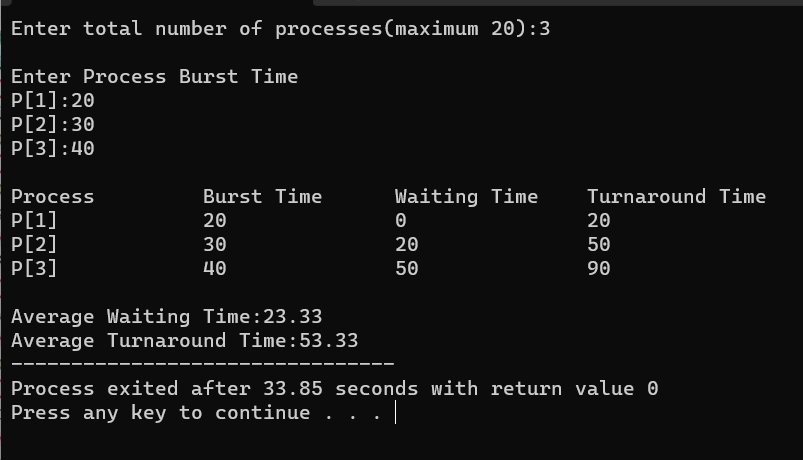 Enter total number of processes(maximum 20):3
Enter Process Burst Time
P[1]:20
P[2]:30
P[3]:40
Process Burst Time Waiting Time Turnaround Time
P[1] 20 0 20
P[2] 30 20 50
P[3] 40 50 90
Average Waiting Time:23.33
Average Turnaround Time:53.33
--------------------------------
Process exited after 33.85 seconds with return value 0
Press any key to continue . . .